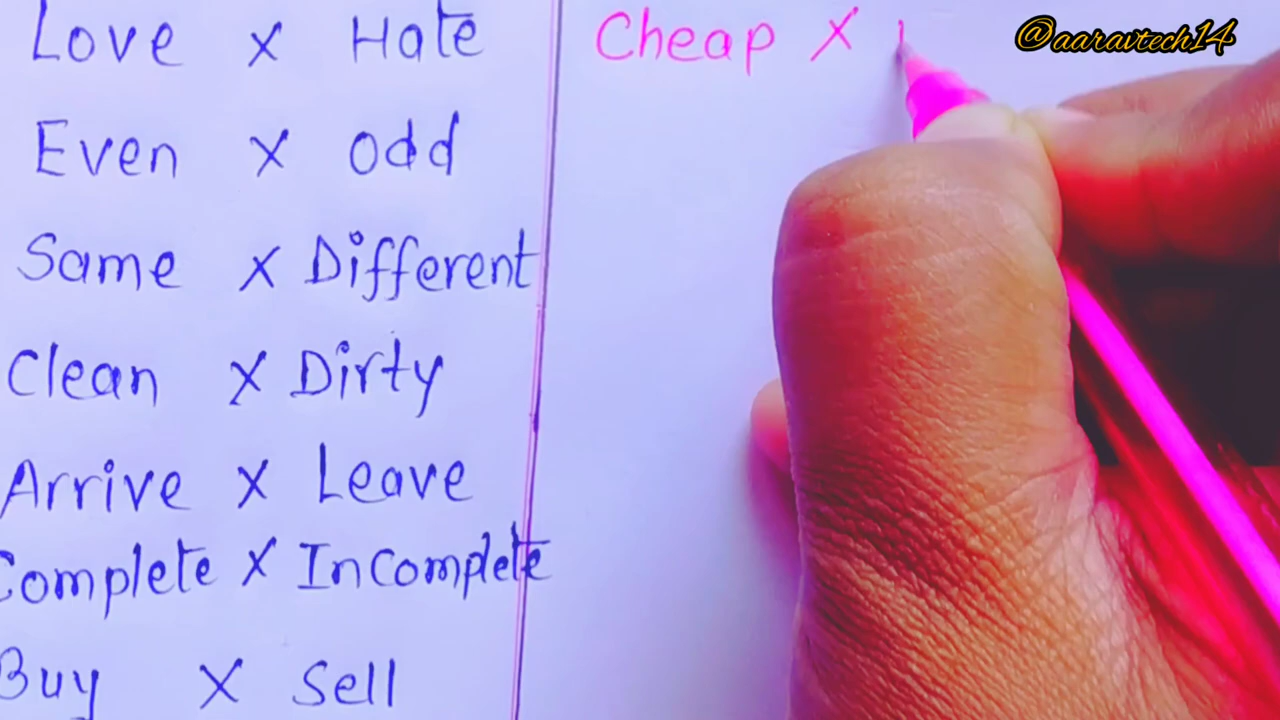 Love x Hate
Even x Odd
Same x Different
Clean x Dirty
Arrive x Leave
Complete x Incomplete
Buy x Sell
Cheap x
@aaravtech14